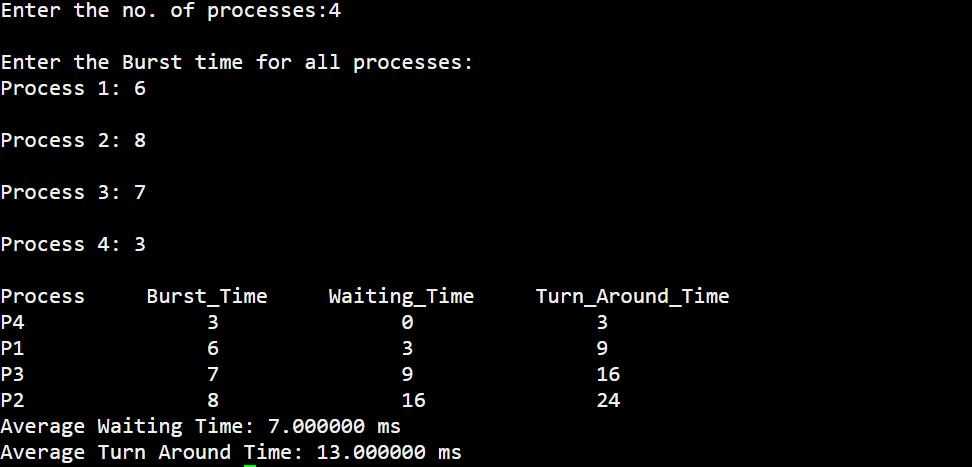 Enter the no. of processes:4
Enter the Burst time for all processes:
Process 1: 6
Process 2: 8
Process 3: 7
Process 4: 3
Process Burst_Time Waiting_Time Turn_Around_Time
P4 3 0 3
P1 6 3 9
P3 7 9 16
P2 8 16 24
Average Waiting Time: 7.000000 ms
Average Turn Around Time: 13.000000 ms